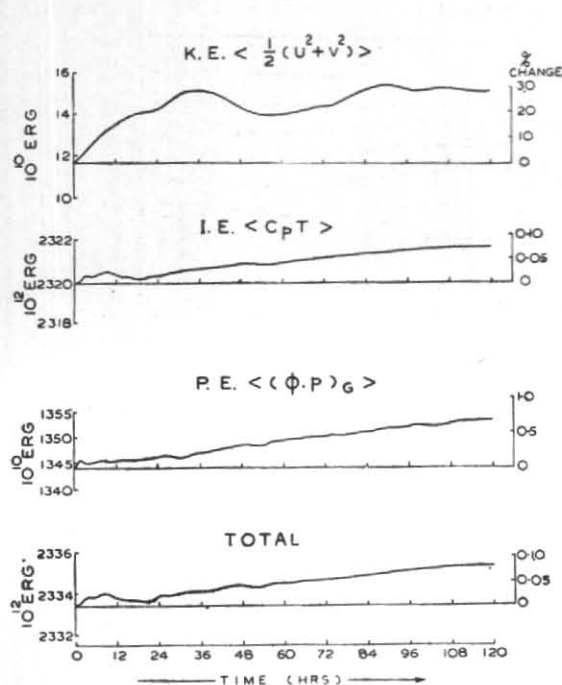 K.E. < ½(U²+V²) >
% CHANGE
16
14
12
10
10¹⁰ ERG
30
20
10
0
I.E. < CpT >
2322
2320
2318
10¹² ERG
0·10
0·05
0
P.E. < (Φ·P)G >
1355
1350
1345
1340
10¹⁰ ERG
1·0
0·5
0
TOTAL
2336
2334
2332
10¹² ERG
0·10
0·05
0
0 12 24 36 48 60 72 84 96 108 120
TIME (HRS)